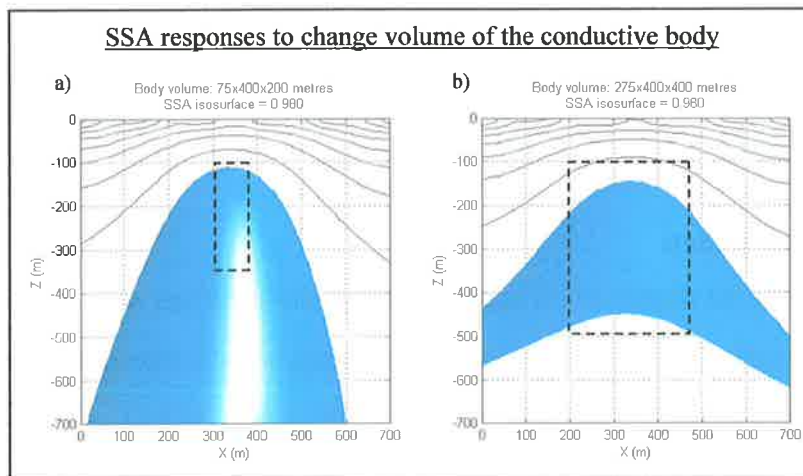 SSA responses to change volume of the conductive body
a)
Body volume: 75x400x200 metres
SSA isosurface = 0.980
0
-100
-200
-300
-400
-500
-600
-700
Z (m)
0 100 200 300 400 500 600 700
X (m)
b)
Body volume: 275x400x400 metres
SSA isosurface = 0.980
0
-100
-200
-300
-400
-500
-600
-700
Z (m)
0 100 200 300 400 500 600 700
X (m)